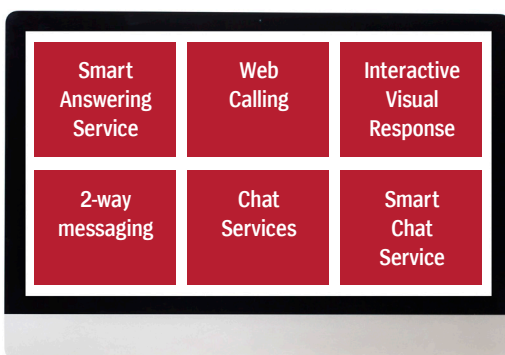 Smart
Answering
Service
Web
Calling
Interactive
Visual
Response
2-way
messaging
Chat
Services
Smart
Chat
Service